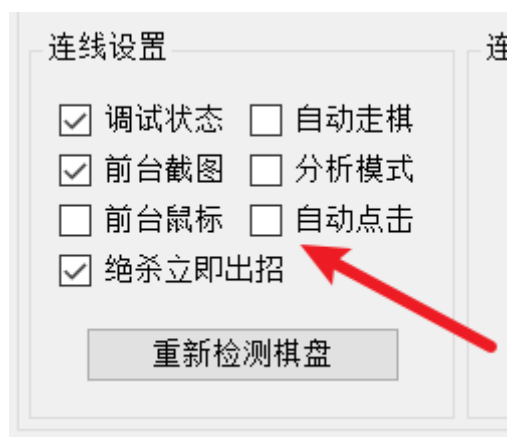 连线设置
调试状态 自动走棋
前台截图 分析模式
前台鼠标 自动点击
绝杀立即出招
重新检测棋盘